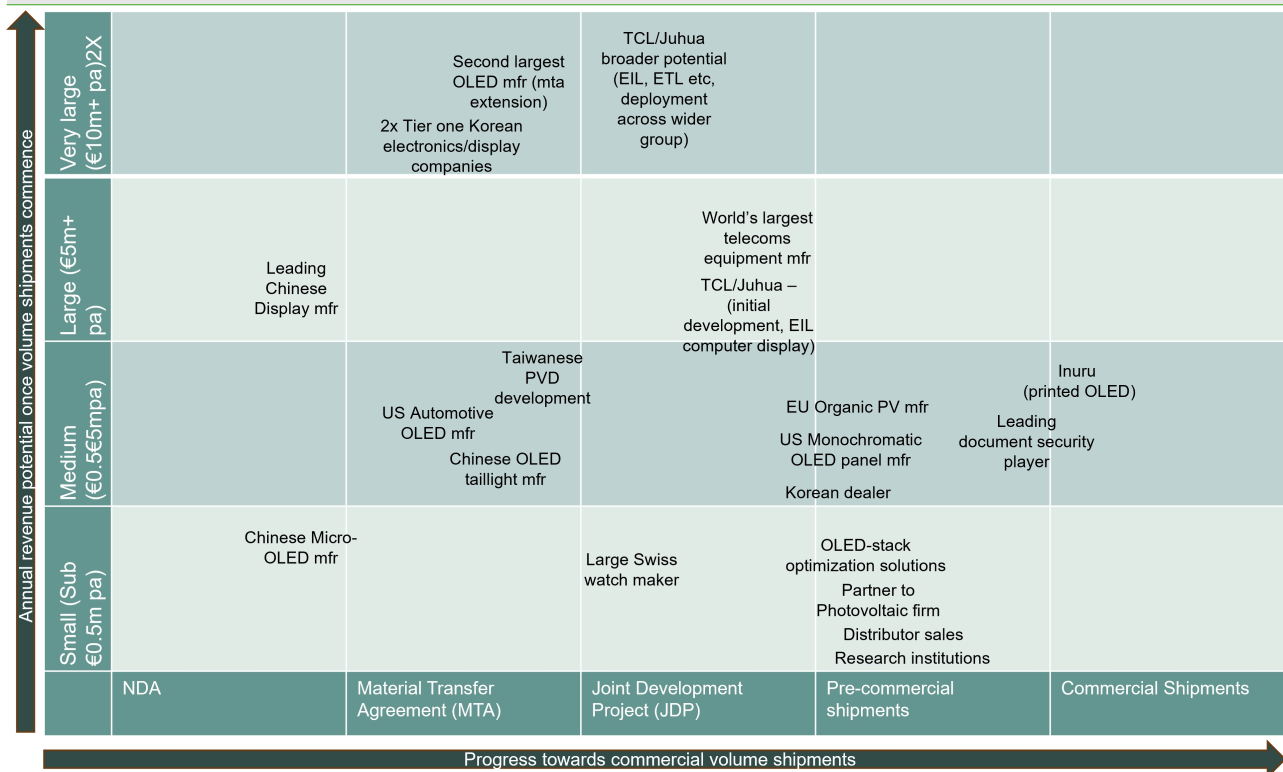 Annual revenue potential once volume shipments commence
Very large
(€10m+ pa)2X
Second largest
OLED mfr (mta
extension)
2x Tier one Korean
electronics/display
companies
TCL/Juhua
broader potential
(EIL, ETL etc,
deployment
across wider
group)
Large (€5m+
pa)
Leading
Chinese
Display mfr
World's largest
telecoms
equipment mfr
TCL/Juhua –
(initial
development, EIL
computer display)
Medium
(€0.5€5mpa)
Taiwanese
PVD
development
US Automotive
OLED mfr
Chinese OLED
taillight mfr
EU Organic PV mfr
US Monochromatic
OLED panel mfr
Korean dealer
Inuru
(printed OLED)
Leading
document security
player
Small (Sub
€0.5m pa)
Chinese Micro-
OLED mfr
Large Swiss
watch maker
OLED-stack
optimization solutions
Partner to
Photovoltaic firm
Distributor sales
Research institutions
NDA
Material Transfer
Agreement (MTA)
Joint Development
Project (JDP)
Pre-commercial
shipments
Commercial Shipments
Progress towards commercial volume shipments